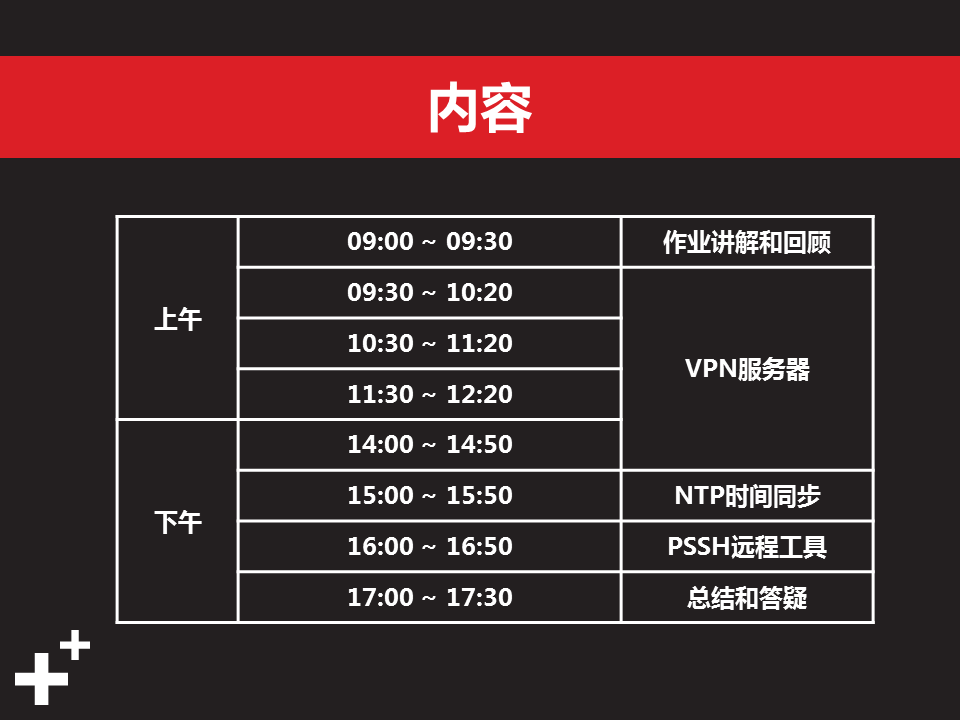 内容
上午
09:00 ~ 09:30
作业讲解和回顾
09:30 ~ 10:20
VPN服务器
10:30 ~ 11:20
11:30 ~ 12:20
下午
14:00 ~ 14:50
15:00 ~ 15:50
NTP时间同步
16:00 ~ 16:50
PSSH远程工具
17:00 ~ 17:30
总结和答疑